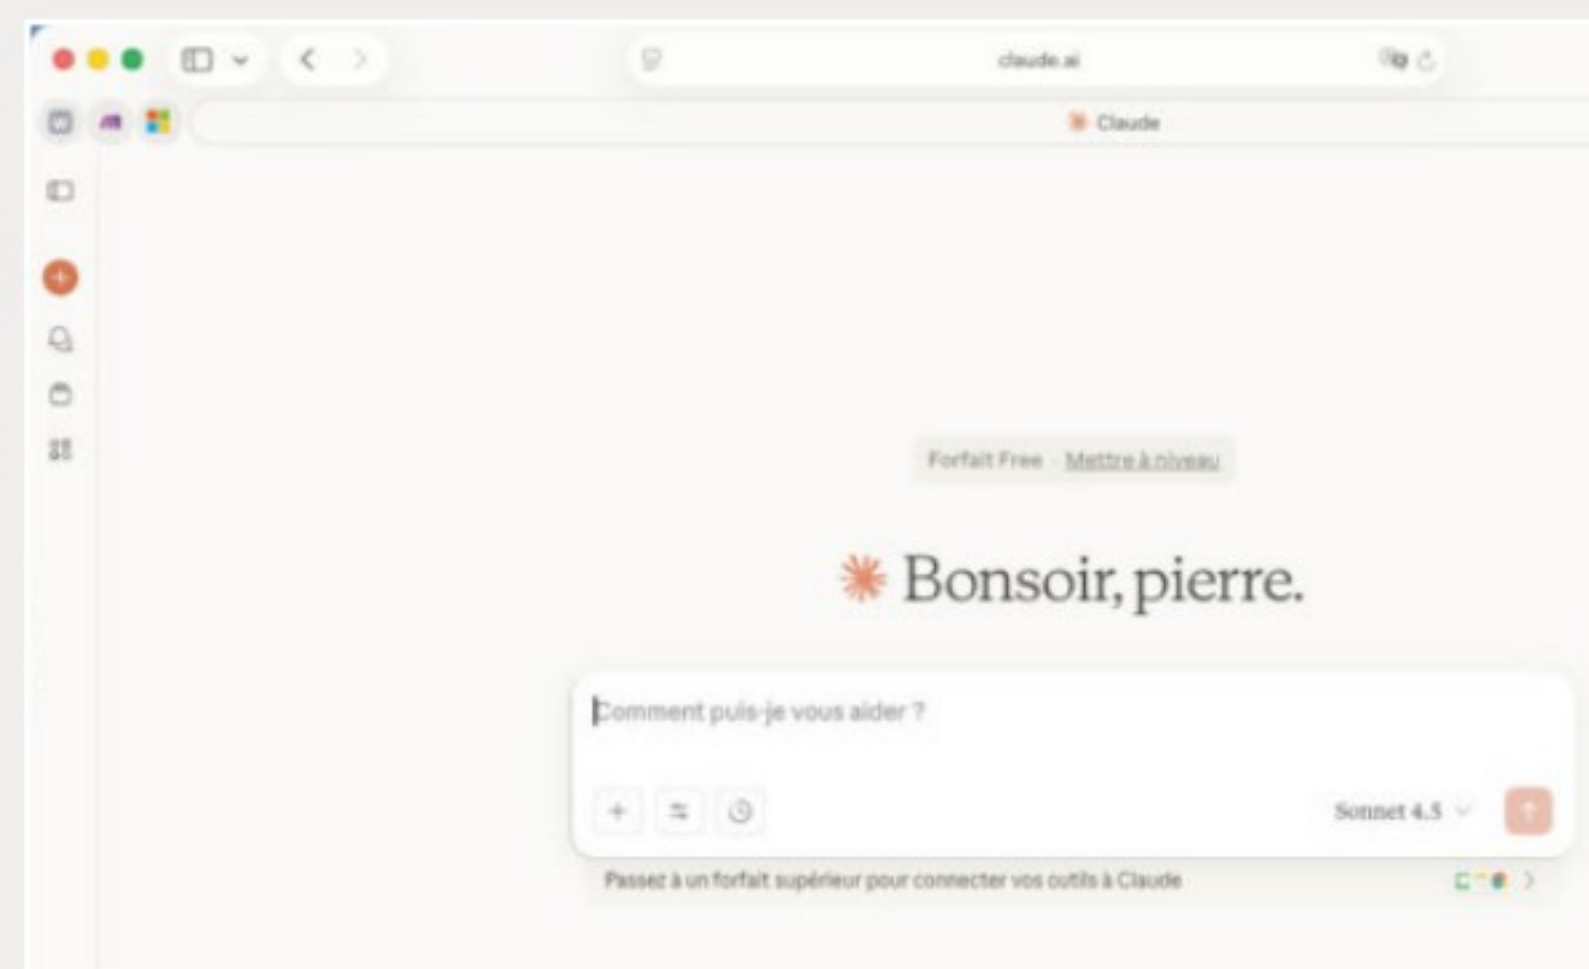 claude.ai
Claude
Forfait Free · Mettre à niveau
Bonsoir, pierre.
Comment puis-je vous aider ?
Sonnet 4.5
Passez à un forfait supérieur pour connecter vos outils à Claude